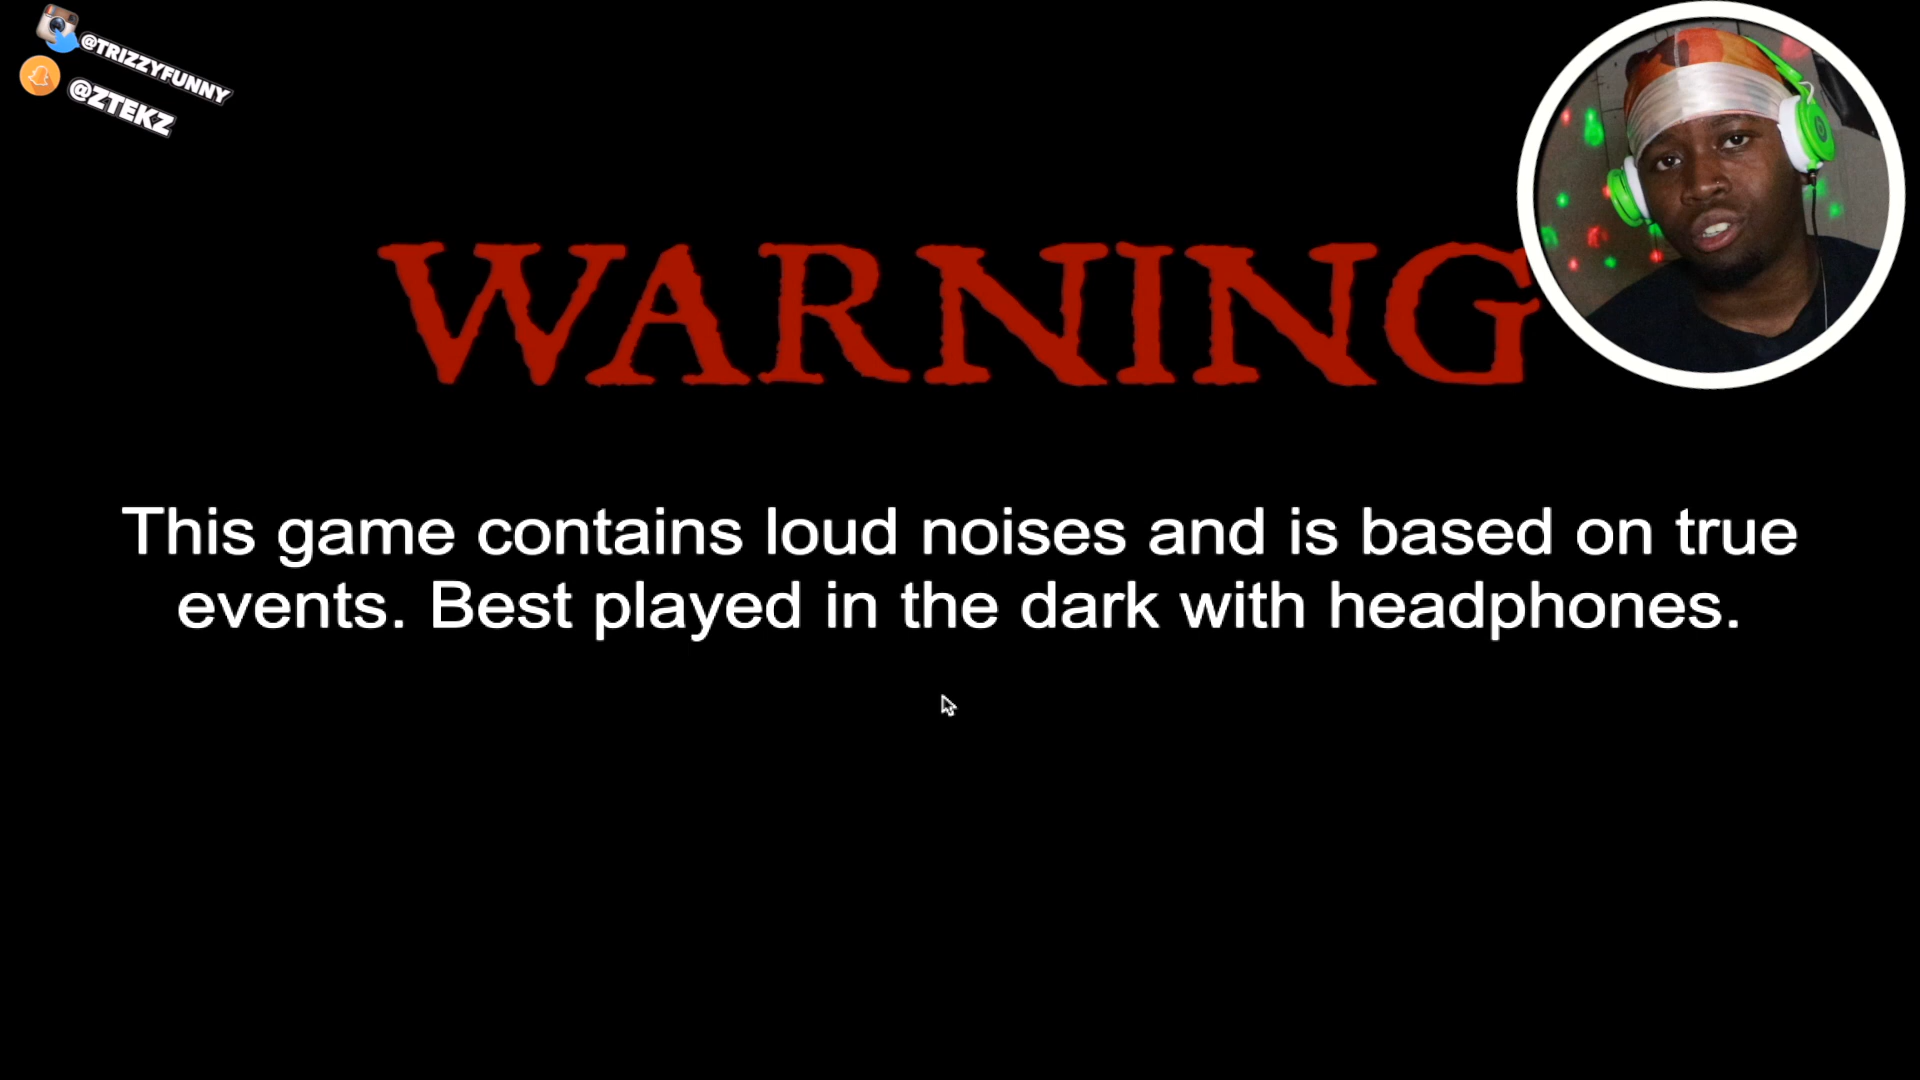 @TRIZZYFUNNY
@ZTEKZ
WARNING
This game contains loud noises and is based on true
events. Best played in the dark with headphones.